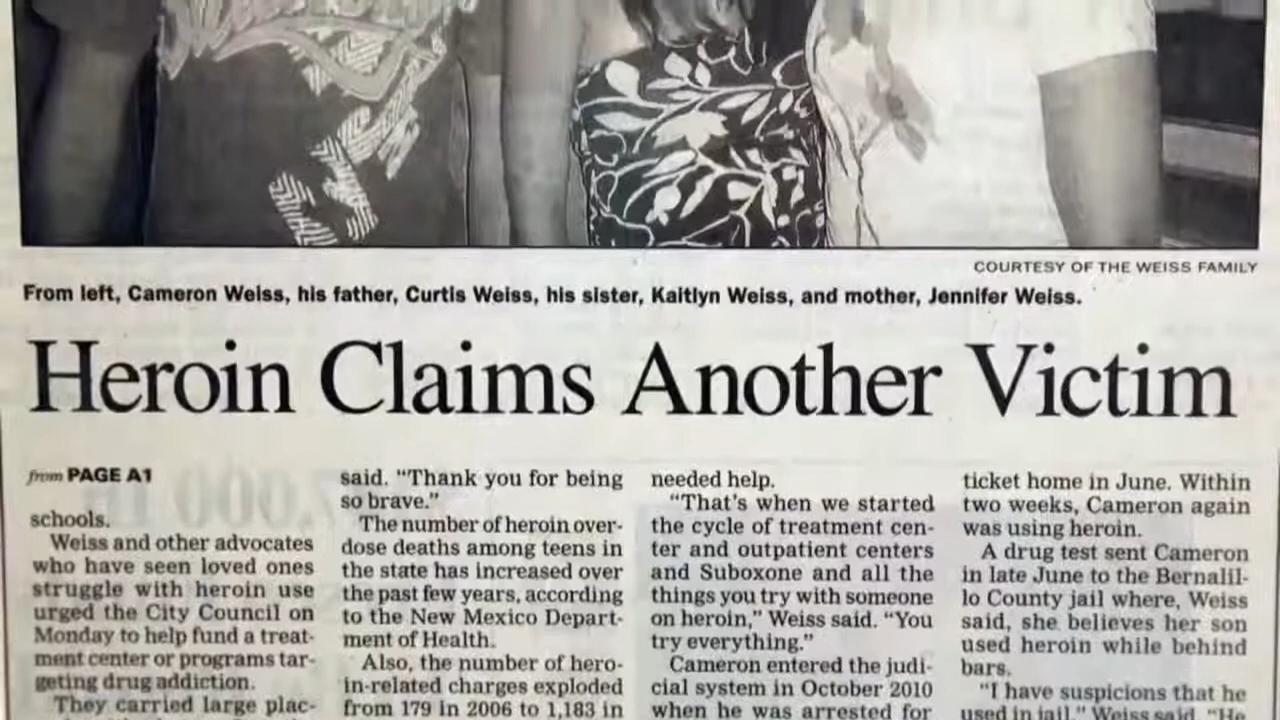 COURTESY OF THE WEISS FAMILY
From left, Cameron Weiss, his father, Curtis Weiss, his sister, Kaitlyn Weiss, and mother, Jennifer Weiss.
Heroin Claims Another Victim
from PAGE A1
schools.
Weiss and other advocates
who have seen loved ones
struggle with heroin use
urged the City Council on
Monday to help fund a treat-
ment center or programs tar-
geting drug addiction.
They carried large plac-
said. “Thank you for being
so brave.”
The number of heroin over-
dose deaths among teens in
the state has increased over
the past few years, according
to the New Mexico Depart-
ment of Health.
Also, the number of hero-
in-related charges exploded
from 179 in 2006 to 1,183 in
needed help.
“That’s when we started
the cycle of treatment cen-
ter and outpatient centers
and Suboxone and all the
things you try with someone
on heroin,” Weiss said. “You
try everything.”
Cameron entered the judi-
cial system in October 2010
when he was arrested for
ticket home in June. Within
two weeks, Cameron again
was using heroin.
A drug test sent Cameron
in late June to the Bernalil-
lo County jail where, Weiss
said, she believes her son
used heroin while behind
bars.
“I have suspicions that he
used in jail,” Weiss said. “He